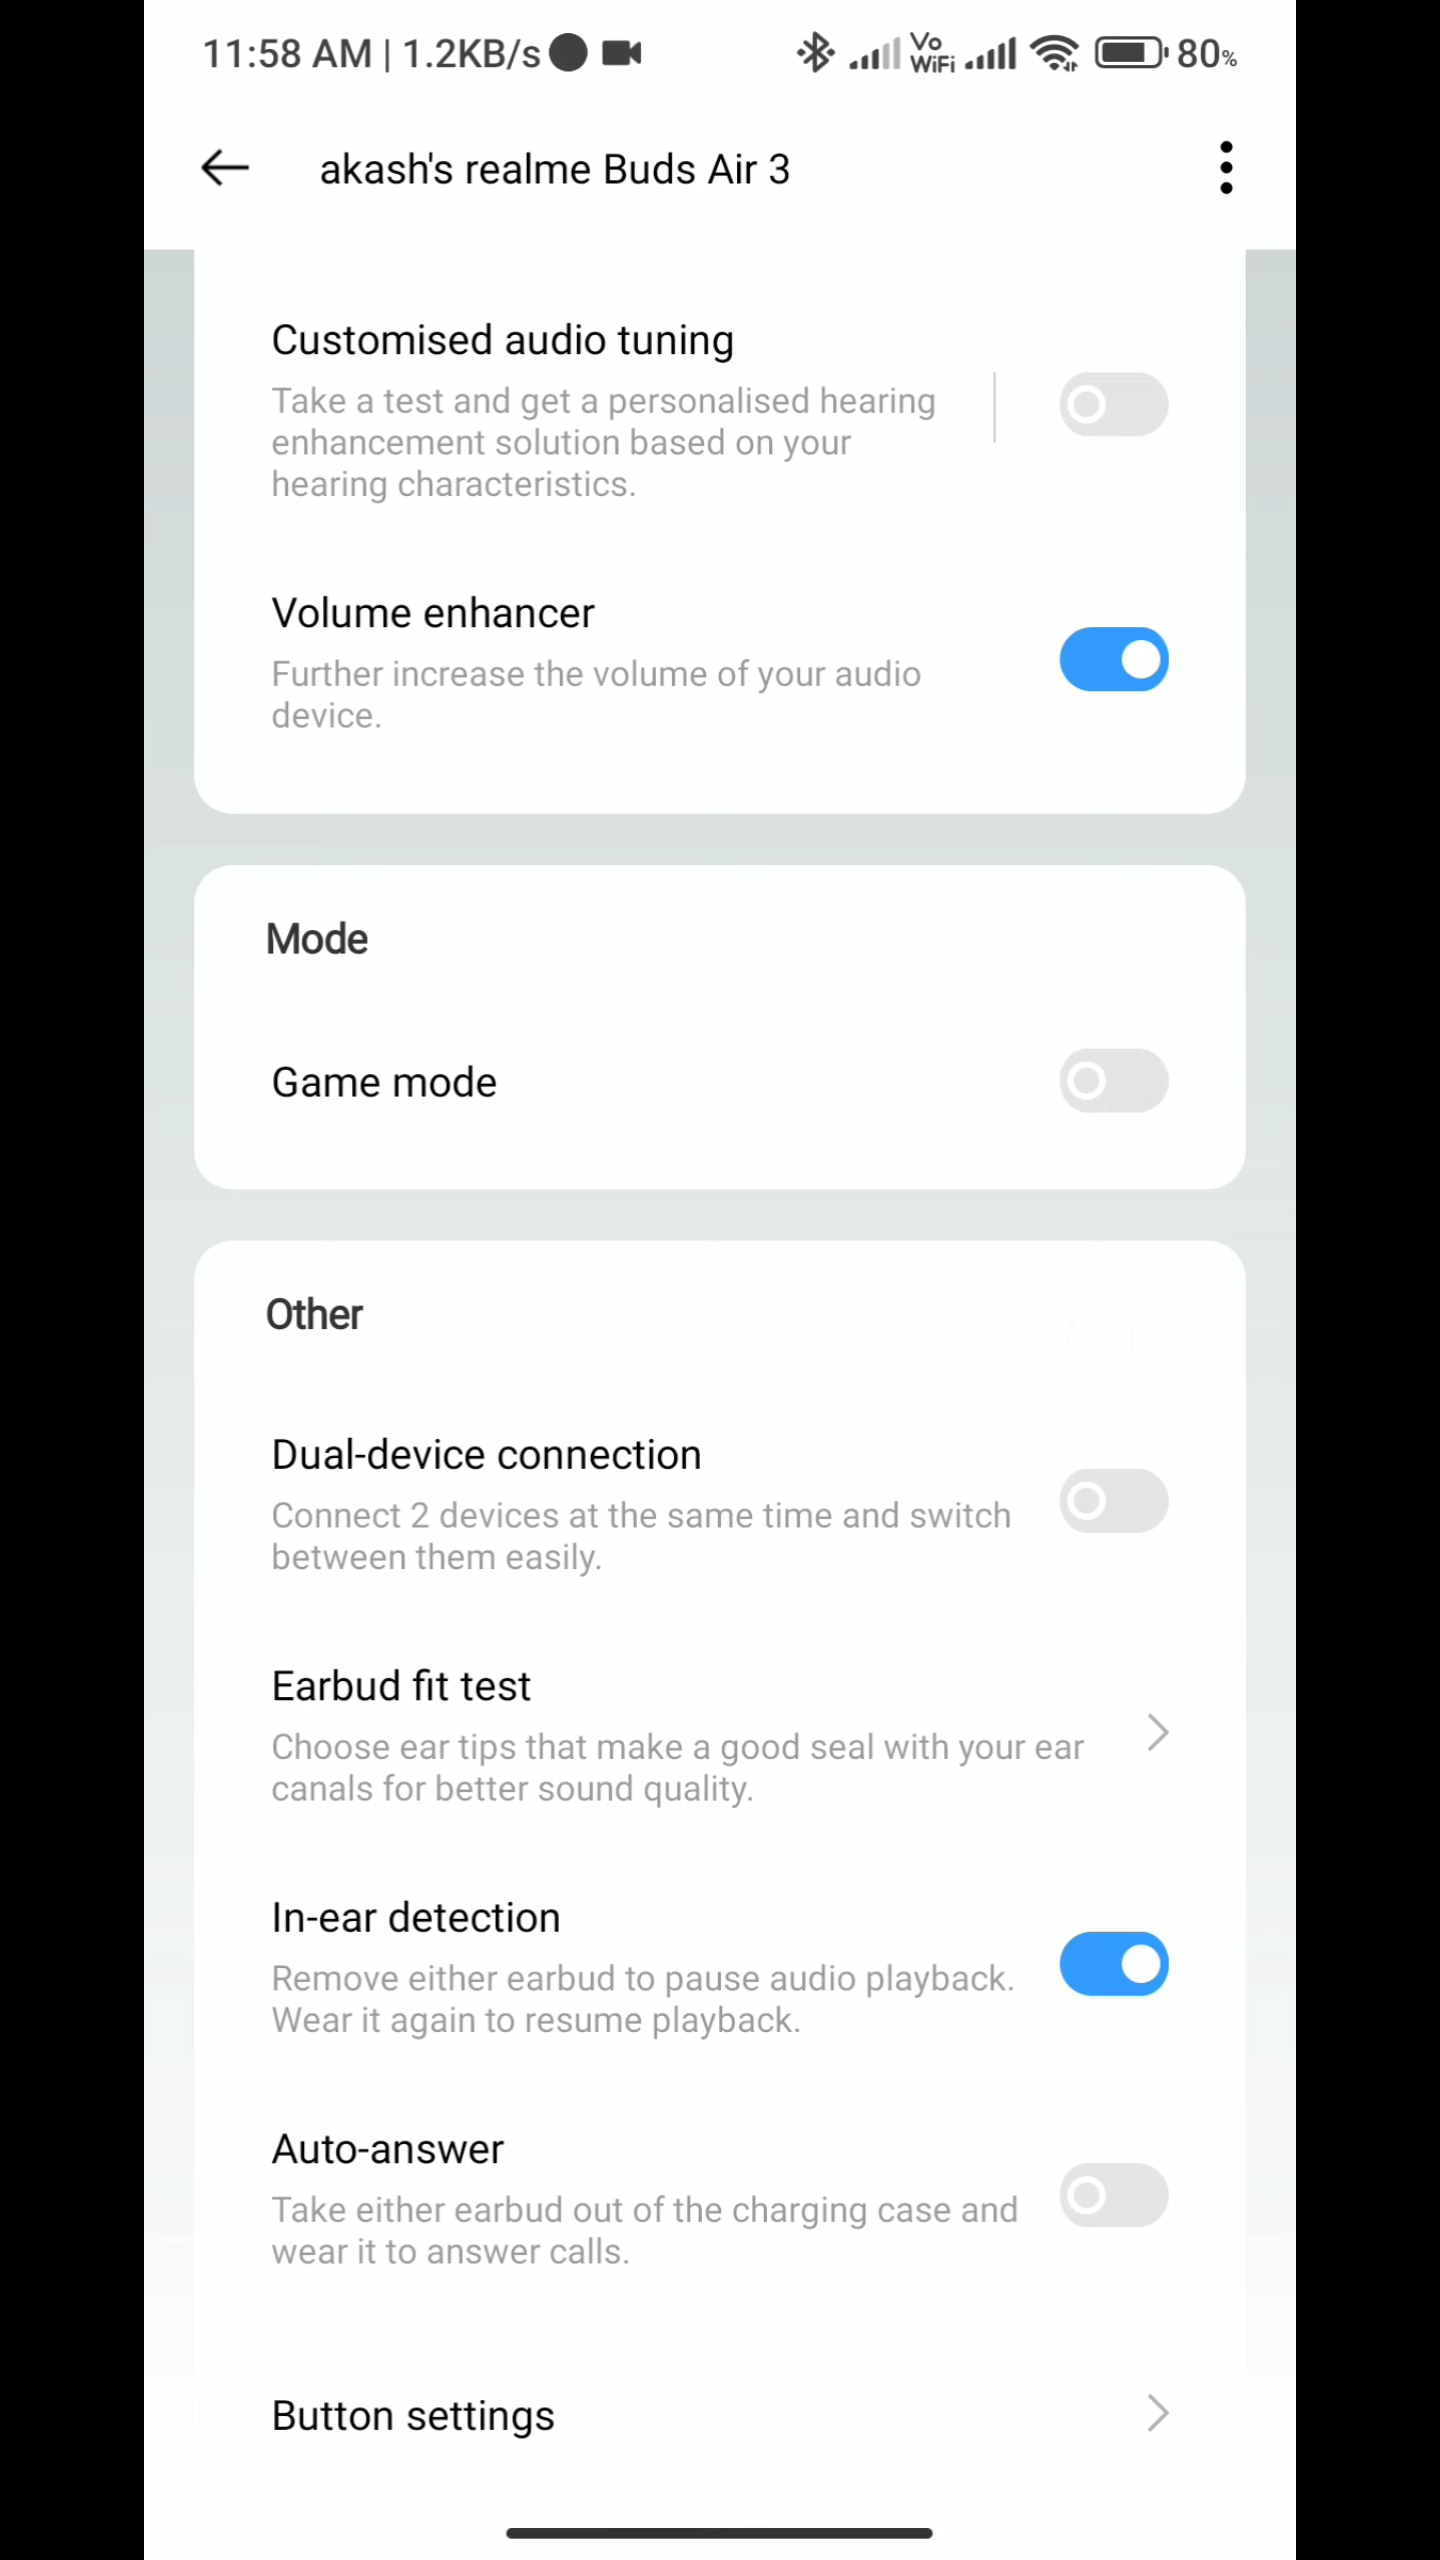 11:58 AM | 1.2KB/s Vo WiFi 80%
akash's realme Buds Air 3
Customised audio tuning
Take a test and get a personalised hearing
enhancement solution based on your
hearing characteristics.
Volume enhancer
Further increase the volume of your audio
device.
Mode
Game mode
Other
Dual-device connection
Connect 2 devices at the same time and switch
between them easily.
Earbud fit test
Choose ear tips that make a good seal with your ear
canals for better sound quality.
In-ear detection
Remove either earbud to pause audio playback.
Wear it again to resume playback.
Auto-answer
Take either earbud out of the charging case and
wear it to answer calls.
Button settings